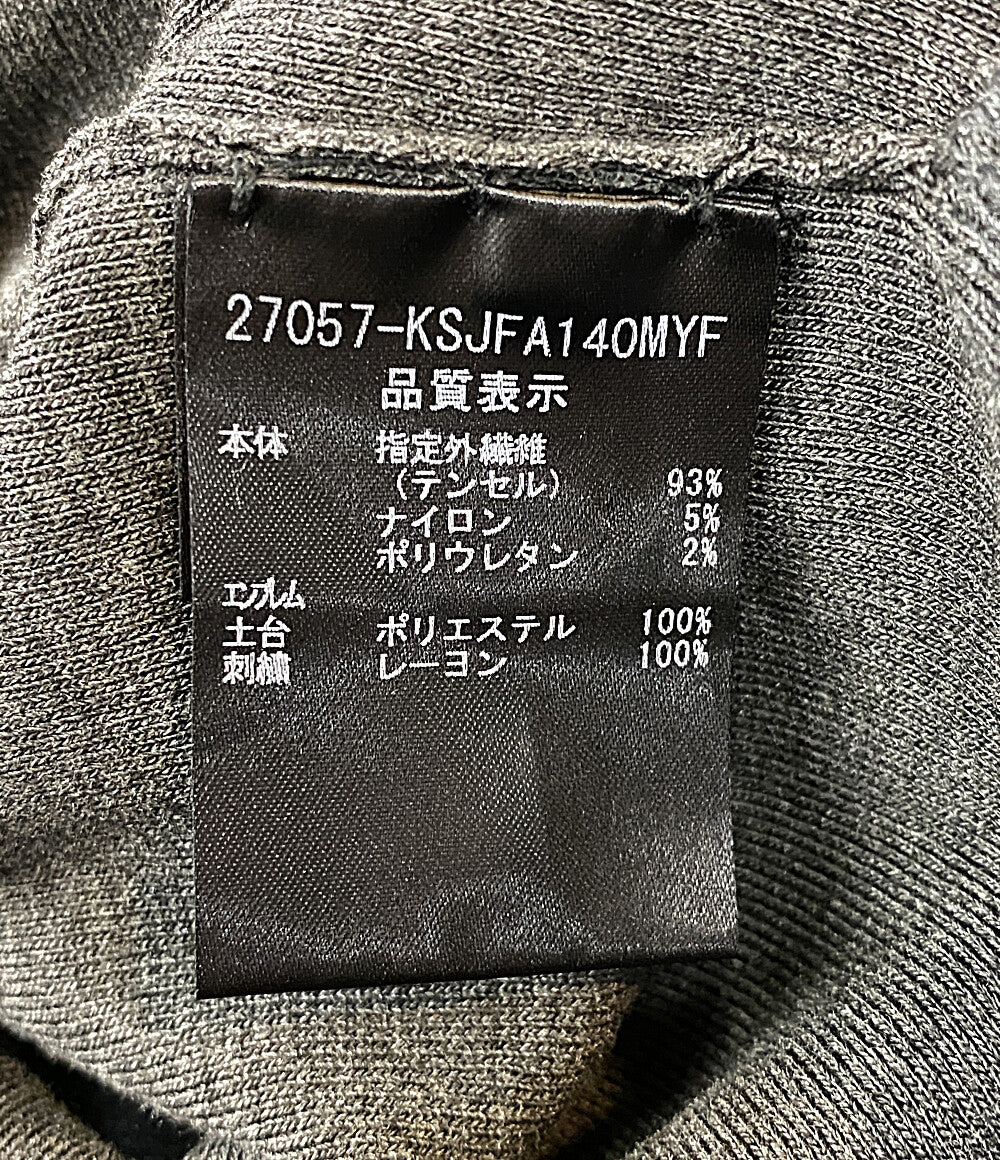 27057-KSJFA140MYF
品質表示
本体 指定外繊維
(テンセル) 93%
ナイロン 5%
ポリウレタン 2%
エンブレム
土台 ポリエステル 100%
刺繍 レーヨン 100%